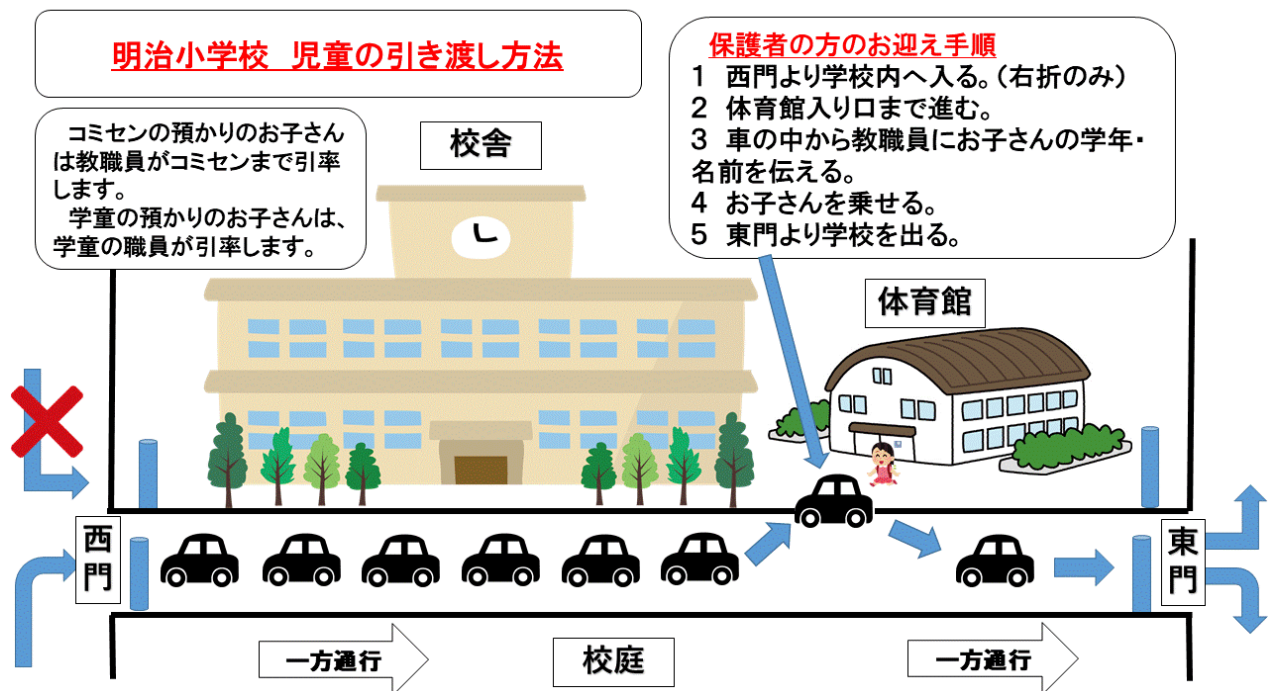 明治小学校 児童の引き渡し方法
コミセンの預かりのお子さん
は教職員がコミセンまで引率
します。
学童の預かりのお子さんは、
学童の職員が引率します。
保護者の方のお迎え手順
1 西門より学校内へ入る。(右折のみ)
2 体育館入り口まで進む。
3 車の中から教職員にお子さんの学年・
名前を伝える。
4 お子さんを乗せる。
5 東門より学校を出る。
校舎
体育館
西門
東門
一方通行
校庭
一方通行